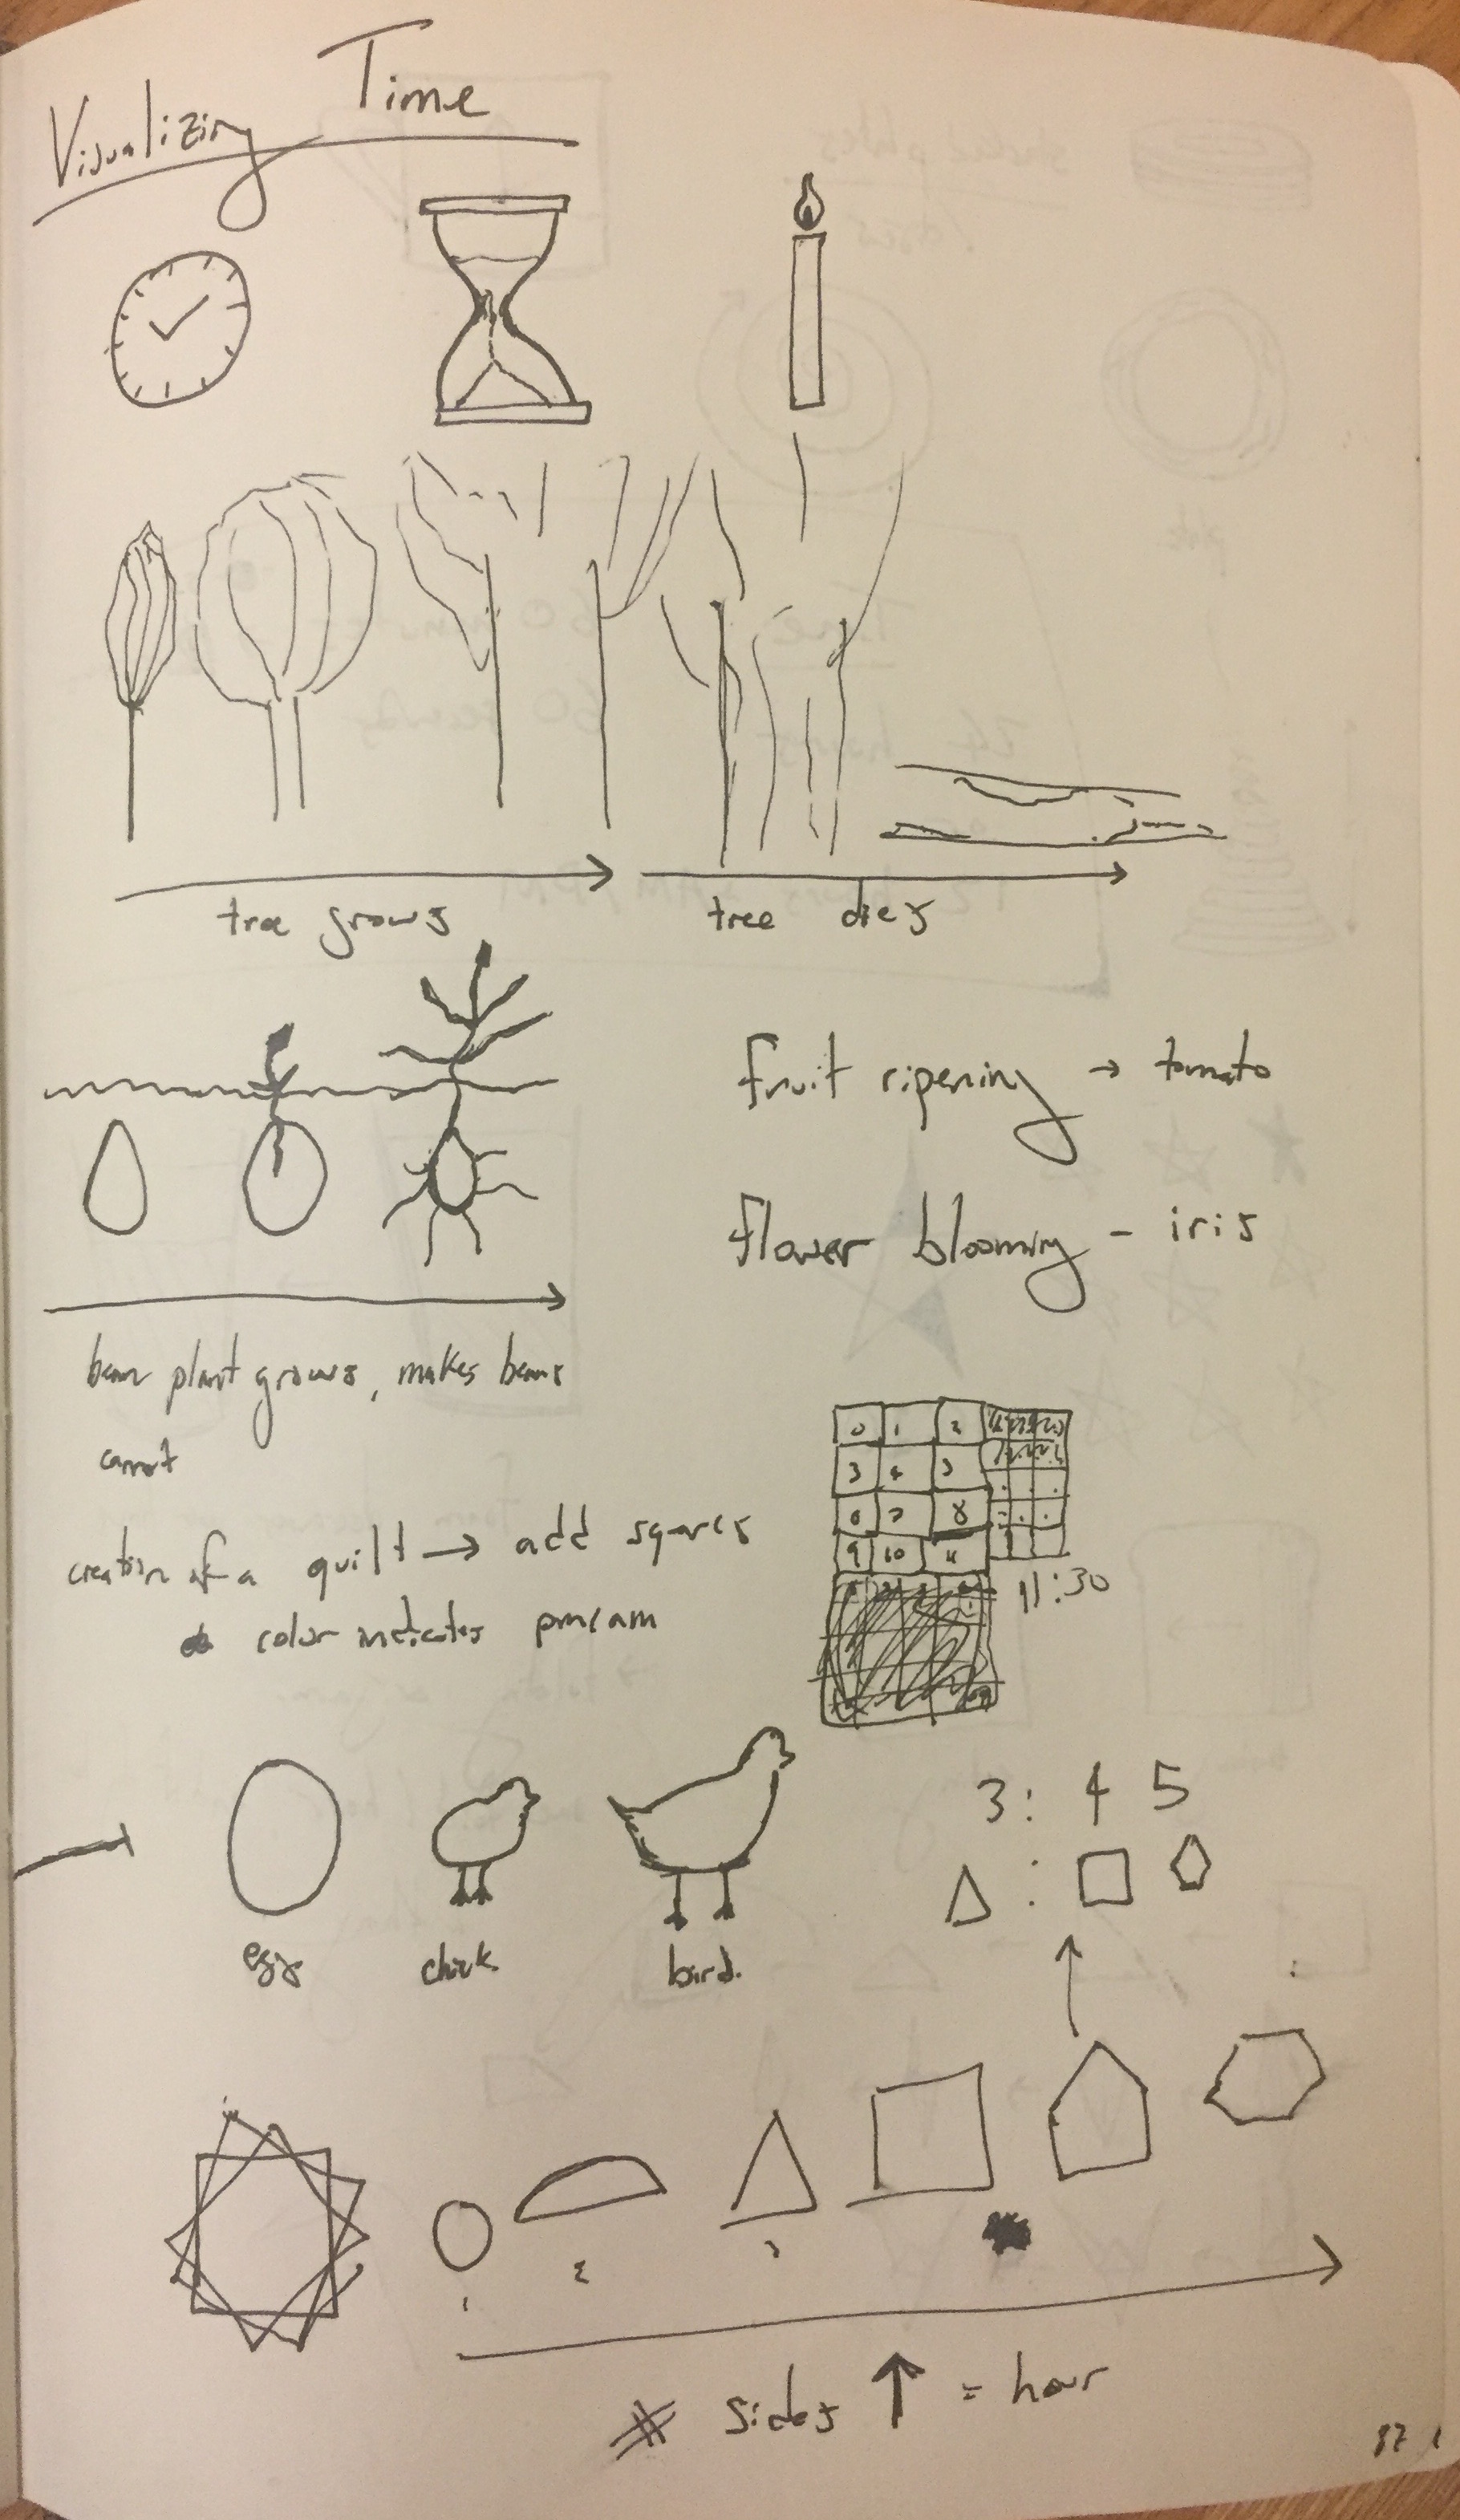 Visualizing Time
tree grows
tree dies
fruit ripening → tomato
flower blooming - iris
bean plant grows, makes beans
carrot
creation of a quilt → add squares
color indicates pm/am
0 1 2
3 4 5
6 7 8
9 10 11
11:30
3: 4 5
egg
chick
bird.
1
2
3
# sides ↑ = hour